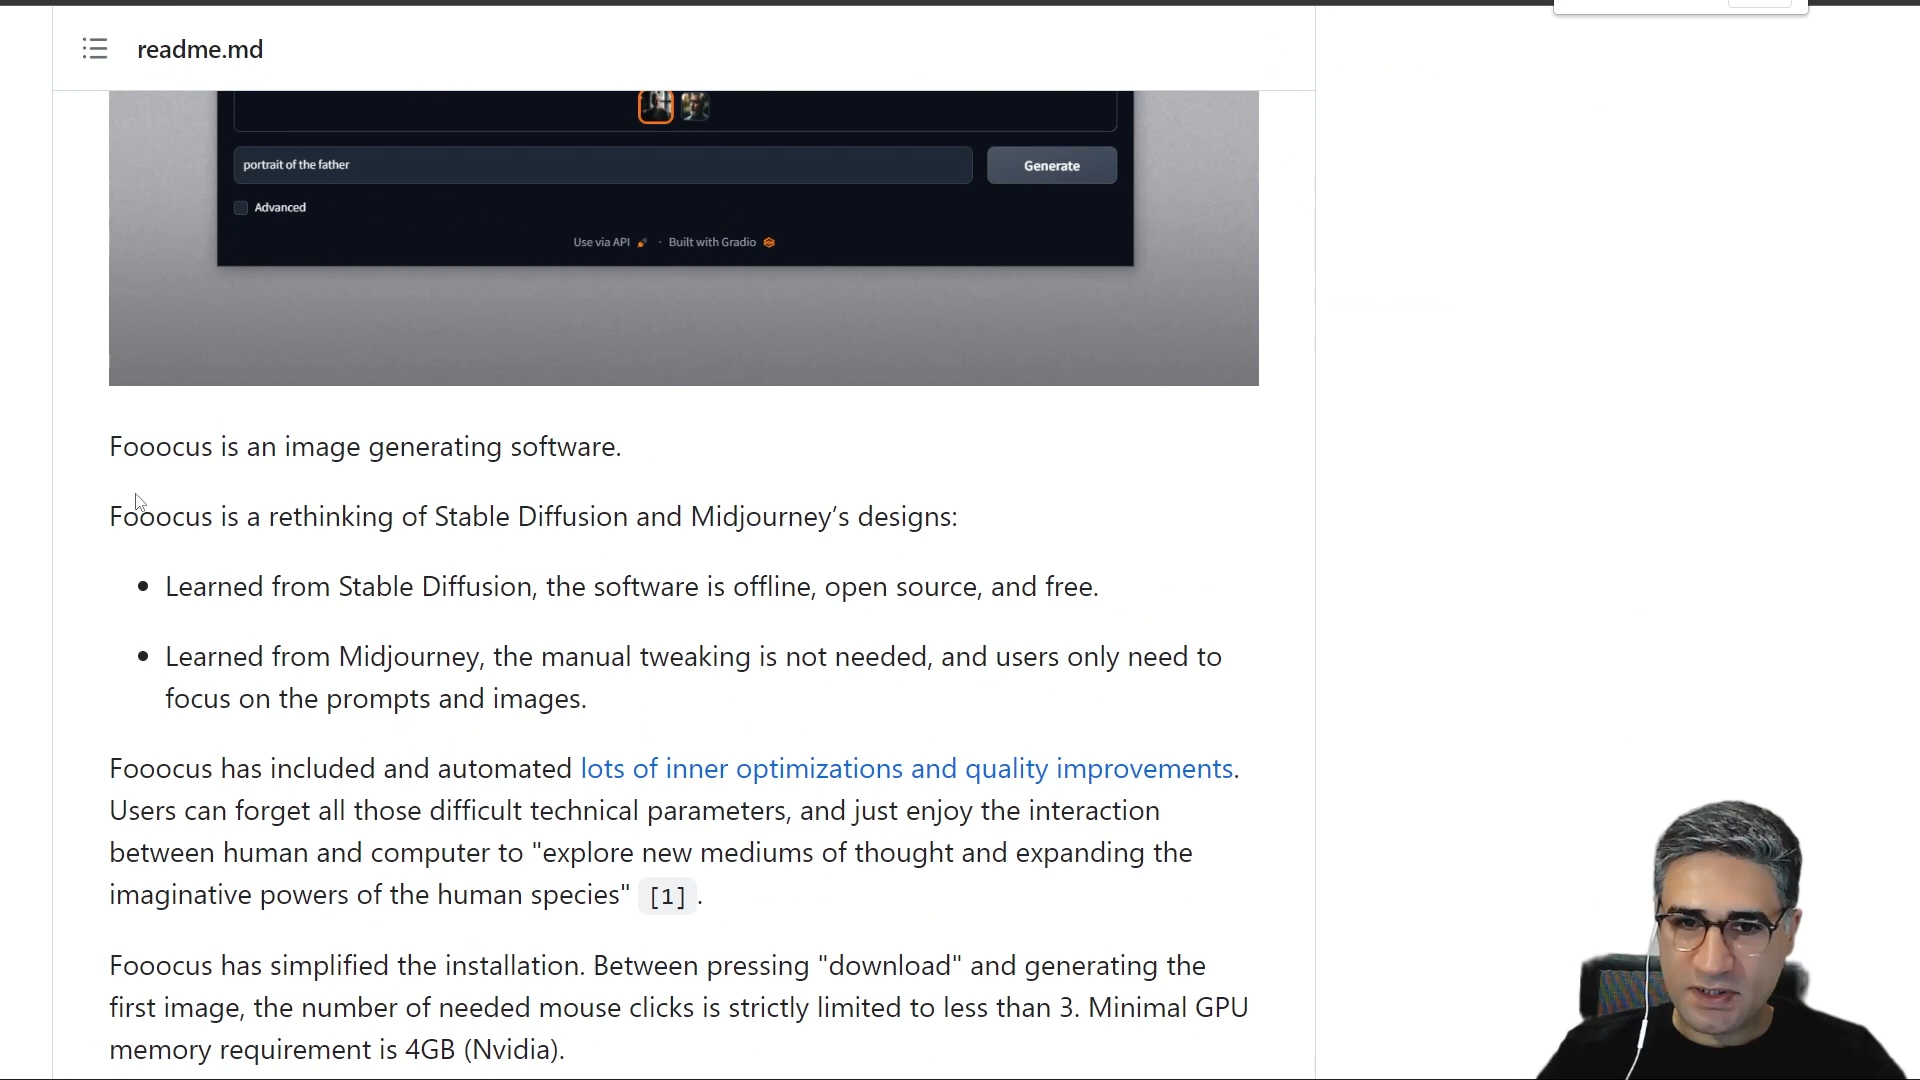 readme.md
portrait of the father
Generate
Advanced
Use via API · Built with Gradio
Fooocus is an image generating software.
Fooocus is a rethinking of Stable Diffusion and Midjourney’s designs:
• Learned from Stable Diffusion, the software is offline, open source, and free.
• Learned from Midjourney, the manual tweaking is not needed, and users only need to
focus on the prompts and images.
Fooocus has included and automated lots of inner optimizations and quality improvements.
Users can forget all those difficult technical parameters, and just enjoy the interaction
between human and computer to "explore new mediums of thought and expanding the
imaginative powers of the human species" [1].
Fooocus has simplified the installation. Between pressing "download" and generating the
first image, the number of needed mouse clicks is strictly limited to less than 3. Minimal GPU
memory requirement is 4GB (Nvidia).